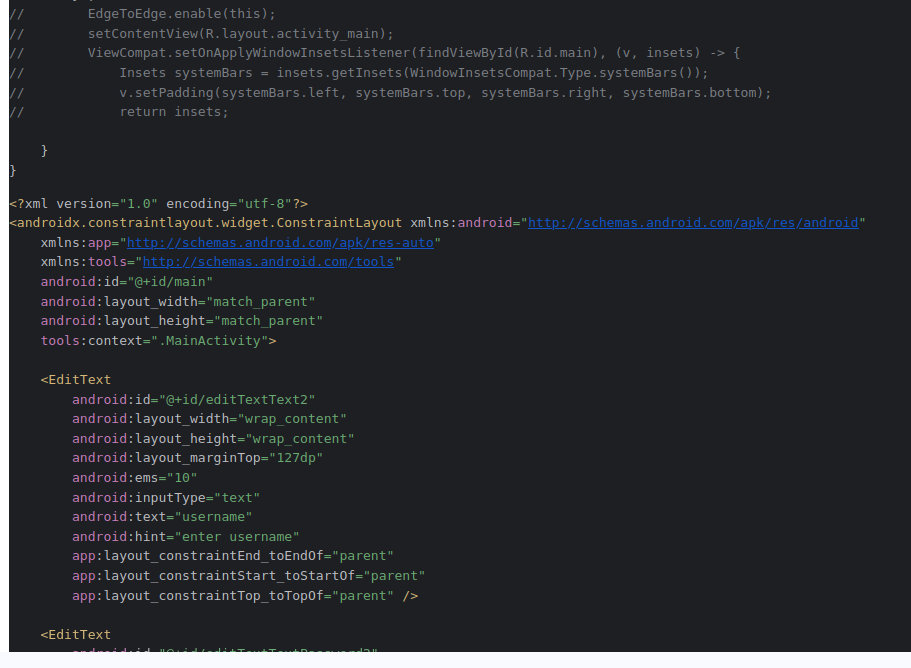 //        EdgeToEdge.enable(this);
//        setContentView(R.layout.activity_main);
//        ViewCompat.setOnApplyWindowInsetsListener(findViewById(R.id.main), (v, insets) -> {
//            Insets systemBars = insets.getInsets(WindowInsetsCompat.Type.systemBars());
//            v.setPadding(systemBars.left, systemBars.top, systemBars.right, systemBars.bottom);
//            return insets;
    }
}
<?xml version="1.0" encoding="utf-8"?>
<androidx.constraintlayout.widget.ConstraintLayout xmlns:android="http://schemas.android.com/apk/res/android"
    xmlns:app="http://schemas.android.com/apk/res-auto"
    xmlns:tools="http://schemas.android.com/tools"
    android:id="@+id/main"
    android:layout_width="match_parent"
    android:layout_height="match_parent"
    tools:context=".MainActivity">
    <EditText
        android:id="@+id/editTextText2"
        android:layout_width="wrap_content"
        android:layout_height="wrap_content"
        android:layout_marginTop="127dp"
        android:ems="10"
        android:inputType="text"
        android:text="username"
        android:hint="enter username"
        app:layout_constraintEnd_toEndOf="parent"
        app:layout_constraintStart_toStartOf="parent"
        app:layout_constraintTop_toTopOf="parent" />
    <EditText